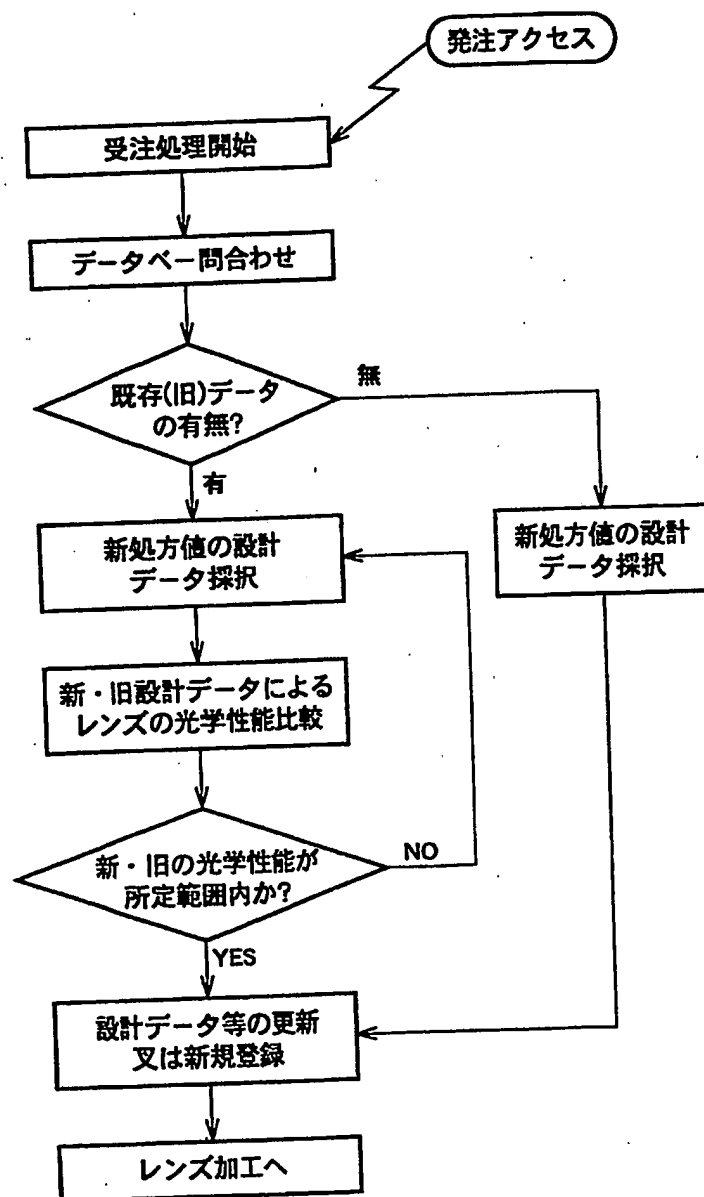 発注アクセス
受注処理開始
データベー問合わせ
既存(旧)データ
の有無?
無
有
新処方値の設計
データ採択
新処方値の設計
データ採択
新・旧設計データによる
レンズの光学性能比較
新・旧の光学性能が
所定範囲内か?
NO
YES
設計データ等の更新
叉は新規登録
レンズ加工へ